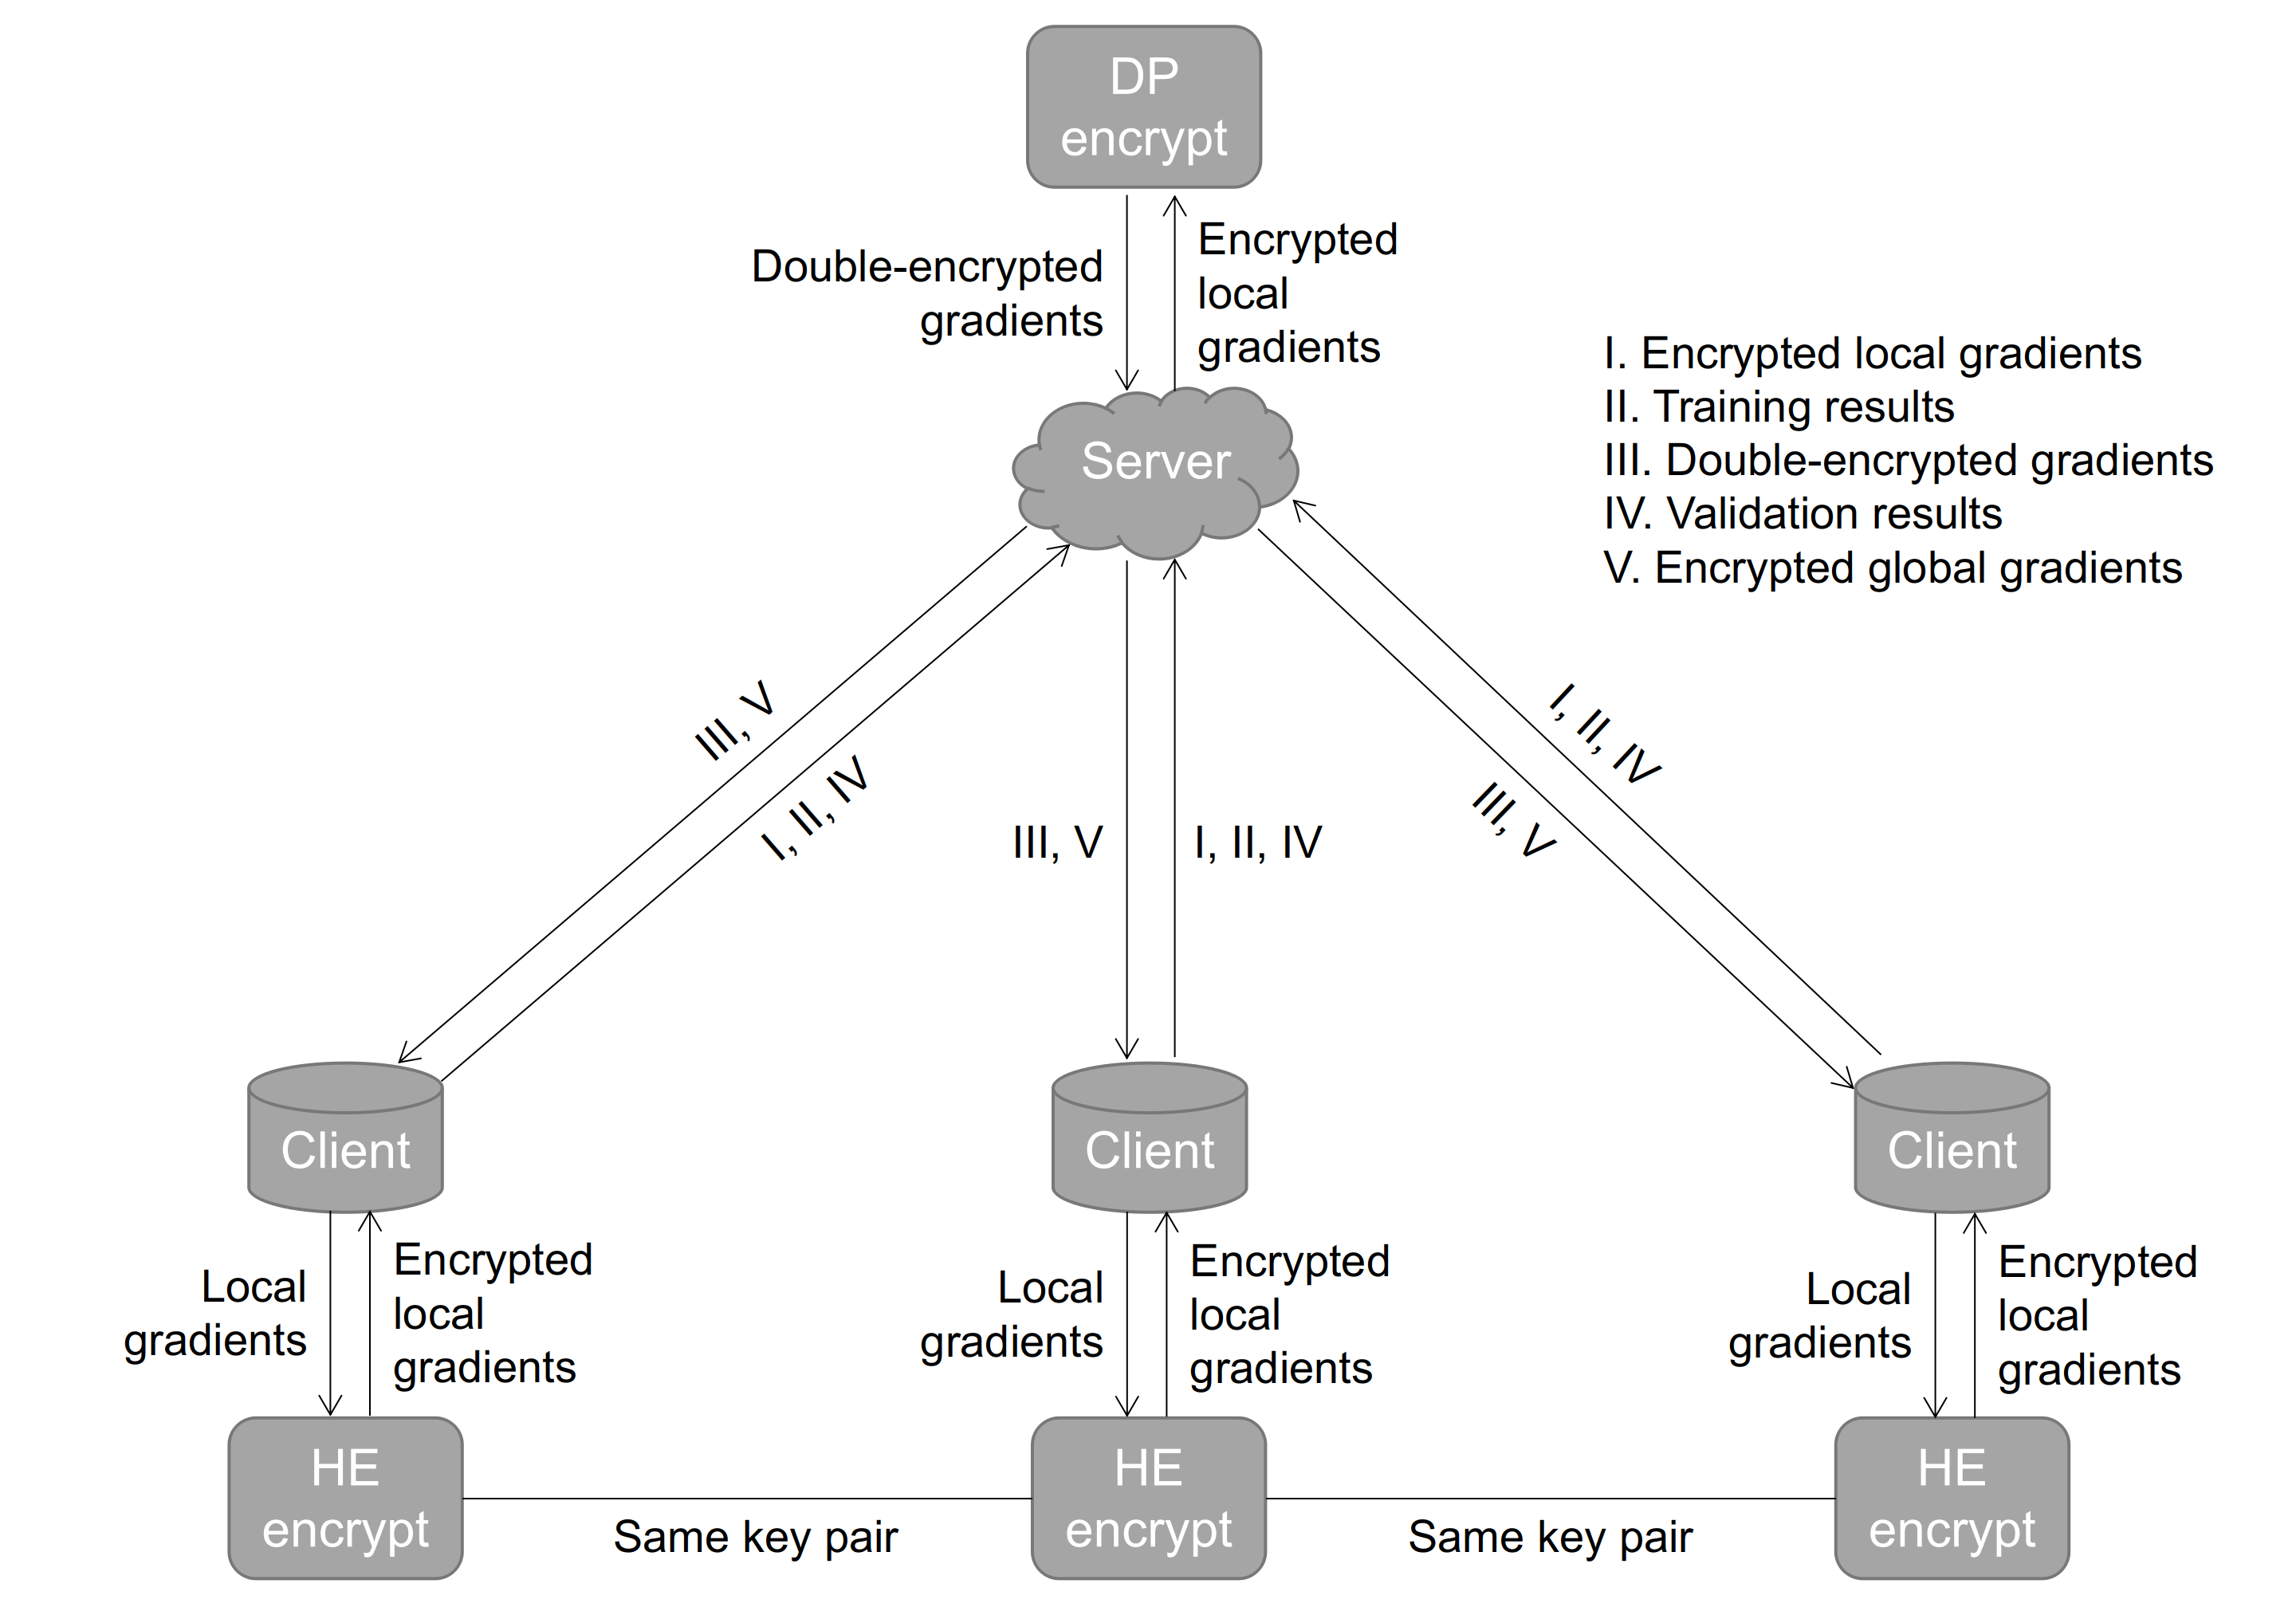 DP
encrypt
Double-encrypted
gradients
Encrypted
local
gradients
Server
I. Encrypted local gradients
II. Training results
III. Double-encrypted gradients
IV. Validation results
V. Encrypted global gradients
III, V
I, II, IV
III, V
I, II, IV
I, II, IV
III, V
Client
Client
Client
Local
gradients
Encrypted
local
gradients
Local
gradients
Encrypted
local
gradients
Local
gradients
Encrypted
local
gradients
HE
encrypt
Same key pair
HE
encrypt
Same key pair
HE
encrypt